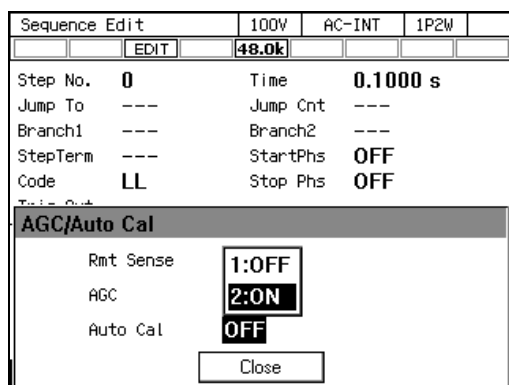 Sequence Edit 100V AC-INT 1P2W
EDIT 48.0k
Step No. 0 Time 0.1000 s
Jump To --- Jump Cnt ---
Branch1 --- Branch2 ---
StepTerm --- StartPhs OFF
Code LL Stop Phs OFF
Trig Out
AGC/Auto Cal
Rmt Sense 1:OFF
AGC 2:ON
Auto Cal OFF
Close